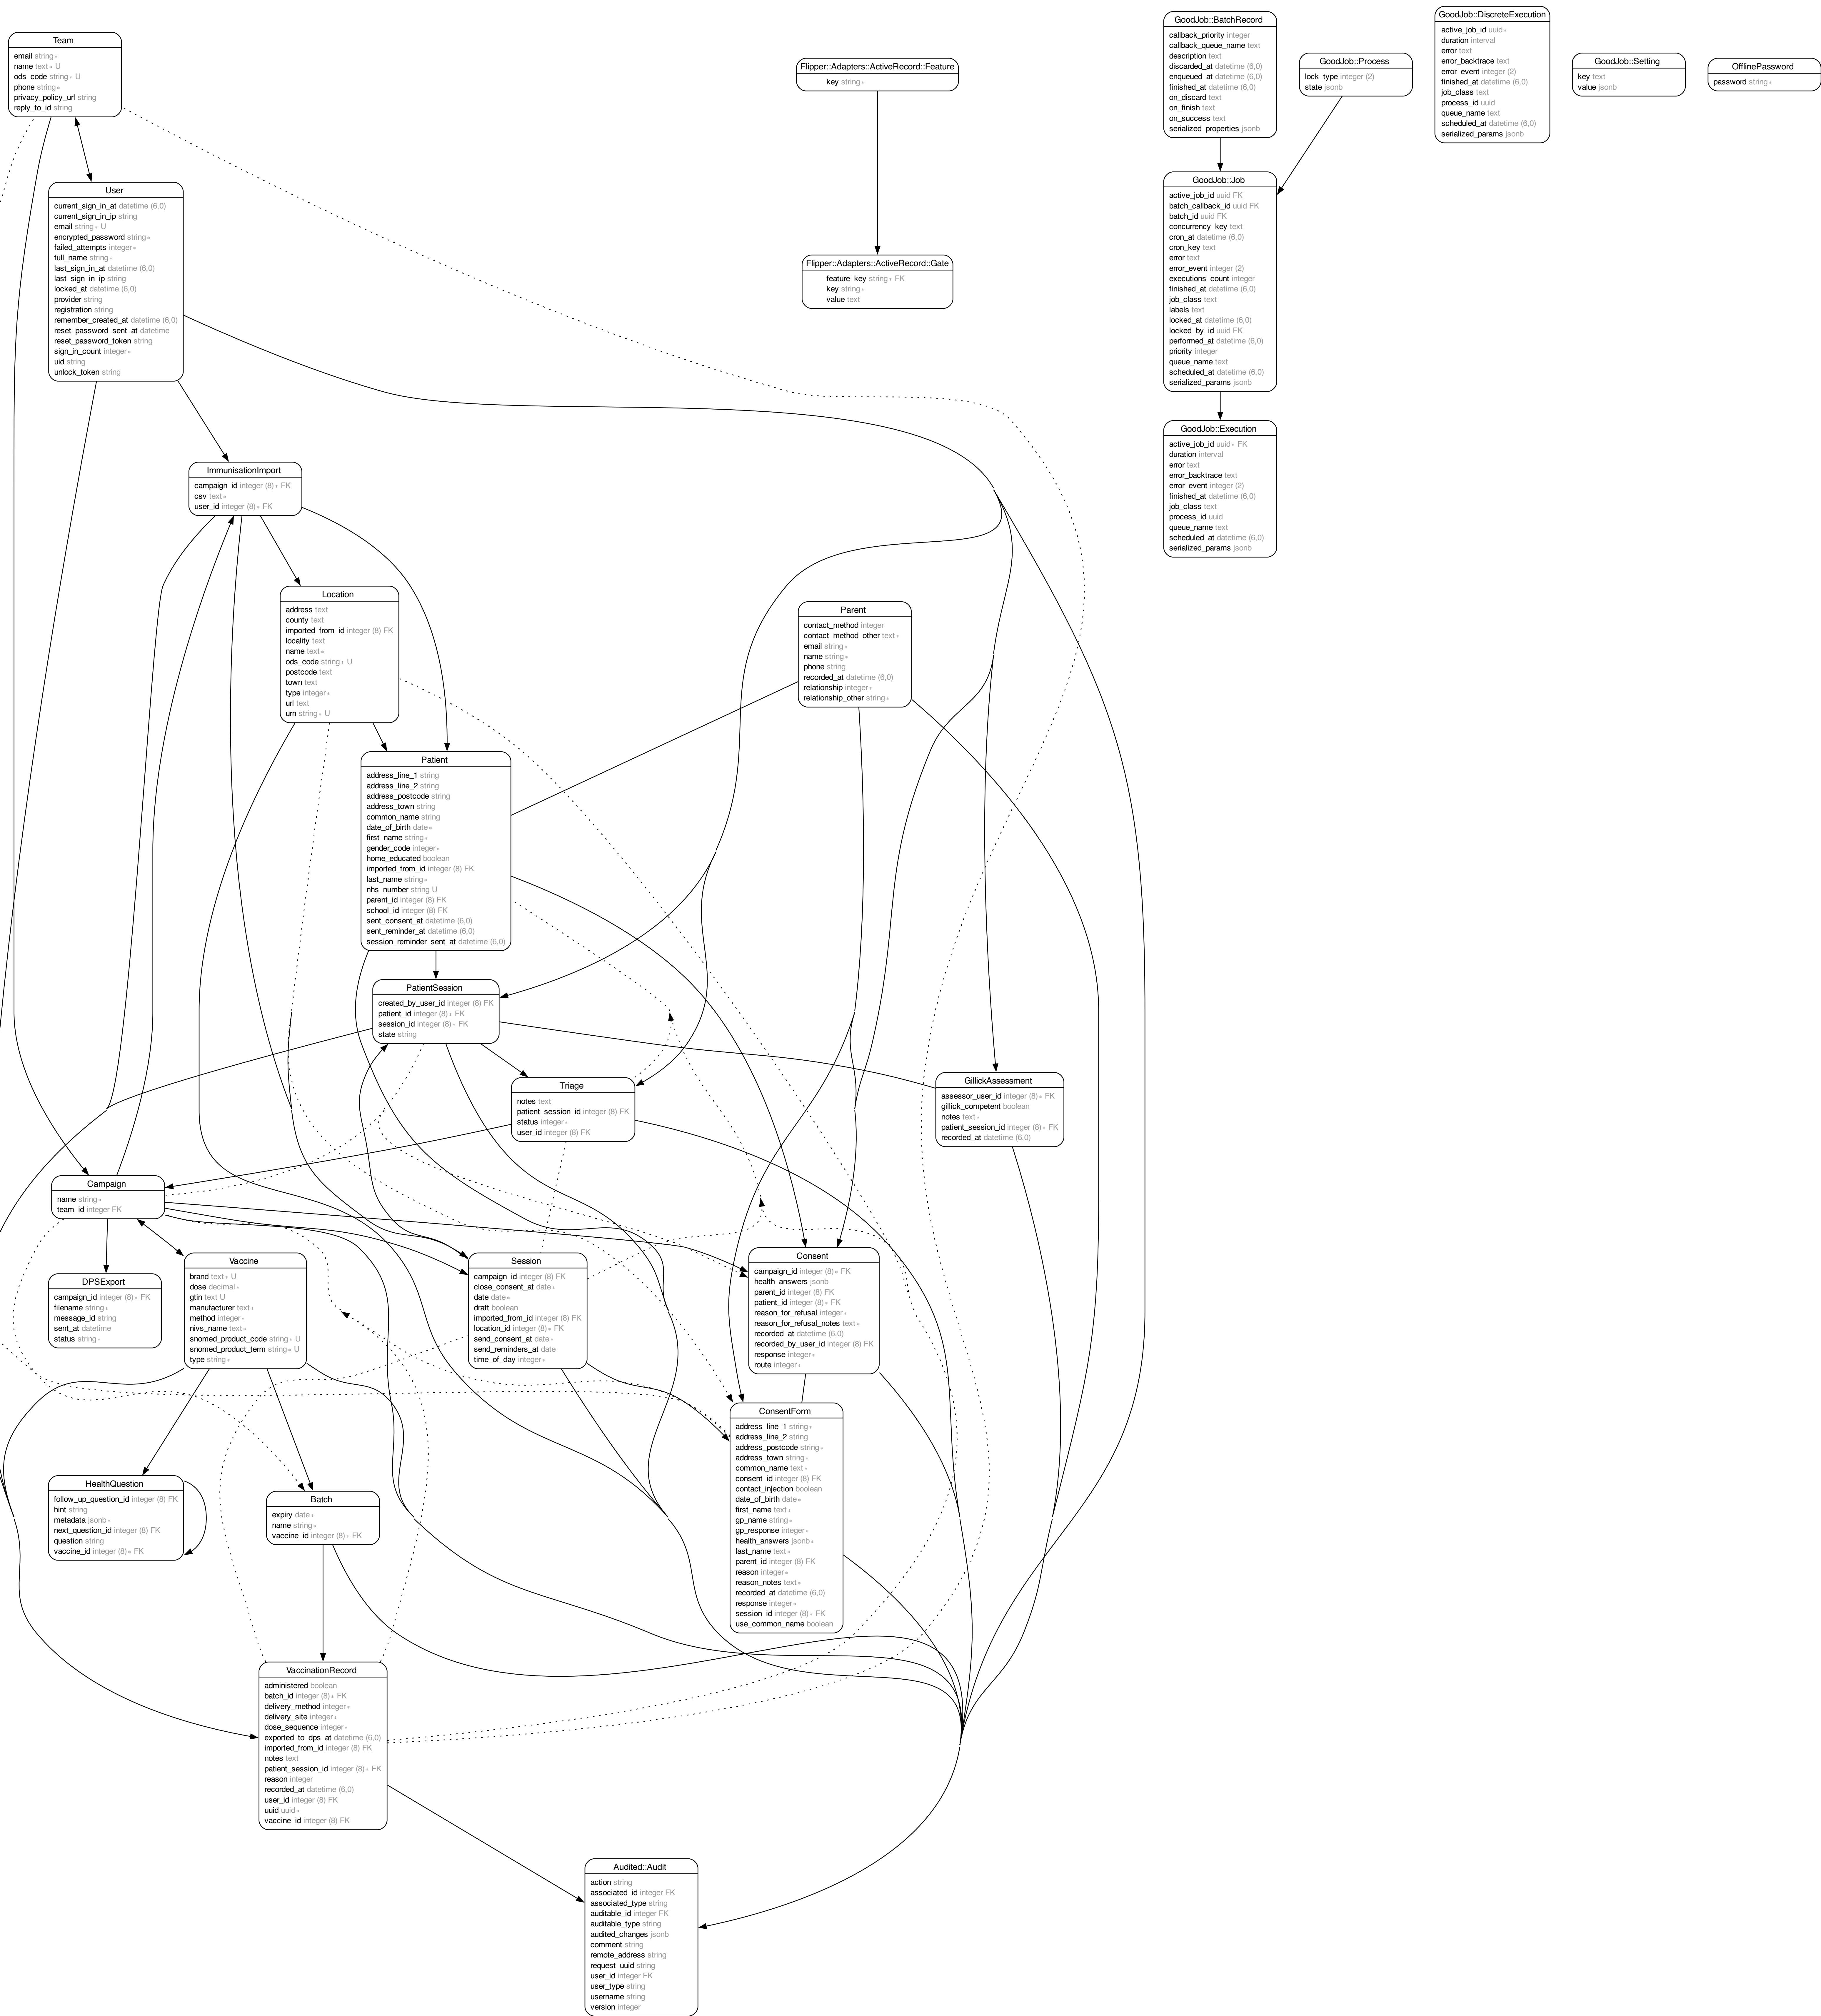 Team
email string ∗
name text ∗ U
ods_code string ∗ U
phone string ∗
privacy_policy_url string
reply_to_id string
User
current_sign_in_at datetime (6,0)
current_sign_in_ip string
email string ∗ U
encrypted_password string ∗
failed_attempts integer ∗
full_name string ∗
last_sign_in_at datetime (6,0)
last_sign_in_ip string
locked_at datetime (6,0)
provider string
registration string
remember_created_at datetime (6,0)
reset_password_sent_at datetime
reset_password_token string
sign_in_count integer ∗
uid string
unlock_token string
Flipper::Adapters::ActiveRecord::Feature
key string ∗
Flipper::Adapters::ActiveRecord::Gate
feature_key string ∗ FK
key string ∗
value text
GoodJob::BatchRecord
callback_priority integer
callback_queue_name text
description text
discarded_at datetime (6,0)
enqueued_at datetime (6,0)
finished_at datetime (6,0)
on_discard text
on_finish text
on_success text
serialized_properties jsonb
GoodJob::Process
lock_type integer (2)
state jsonb
GoodJob::DiscreteExecution
active_job_id uuid ∗
duration interval
error text
error_backtrace text
error_event integer (2)
finished_at datetime (6,0)
job_class text
process_id uuid
queue_name text
scheduled_at datetime (6,0)
serialized_params jsonb
GoodJob::Setting
key text
value jsonb
OfflinePassword
password string ∗
GoodJob::Job
active_job_id uuid FK
batch_callback_id uuid FK
batch_id uuid FK
concurrency_key text
cron_at datetime (6,0)
cron_key text
error text
error_event integer (2)
executions_count integer
finished_at datetime (6,0)
job_class text
labels text
locked_at datetime (6,0)
locked_by_id uuid FK
performed_at datetime (6,0)
priority integer
queue_name text
scheduled_at datetime (6,0)
serialized_params jsonb
GoodJob::Execution
active_job_id uuid ∗ FK
duration interval
error text
error_backtrace text
error_event integer (2)
finished_at datetime (6,0)
job_class text
process_id uuid
queue_name text
scheduled_at datetime (6,0)
serialized_params jsonb
ImmunisationImport
campaign_id integer (8) ∗ FK
csv text ∗
user_id integer (8) ∗ FK
Location
address text
county text
imported_from_id integer (8) FK
locality text
name text ∗
ods_code string ∗ U
postcode text
town text
type integer ∗
url text
urn string ∗ U
Parent
contact_method integer
contact_method_other text ∗
email string ∗
name string ∗
phone string
recorded_at datetime (6,0)
relationship integer ∗
relationship_other string ∗
Patient
address_line_1 string
address_line_2 string
address_postcode string
address_town string
common_name string
date_of_birth date ∗
first_name string ∗
gender_code integer ∗
home_educated boolean
imported_from_id integer (8) FK
last_name string ∗
nhs_number string U
parent_id integer (8) FK
school_id integer (8) FK
sent_consent_at datetime (6,0)
sent_reminder_at datetime (6,0)
session_reminder_sent_at datetime (6,0)
PatientSession
created_by_user_id integer (8) FK
patient_id integer (8) ∗ FK
session_id integer (8) ∗ FK
state string
Triage
notes text
patient_session_id integer (8) FK
status integer ∗
user_id integer (8) FK
GillickAssessment
assessor_user_id integer (8) ∗ FK
gillick_competent boolean
notes text ∗
patient_session_id integer (8) ∗ FK
recorded_at datetime (6,0)
Campaign
name string ∗
team_id integer FK
DPSExport
campaign_id integer (8) ∗ FK
filename string ∗
message_id string
sent_at datetime
status string ∗
Vaccine
brand text ∗ U
dose decimal ∗
gtin text U
manufacturer text ∗
method integer ∗
nivs_name text ∗
snomed_product_code string ∗ U
snomed_product_term string ∗ U
type string ∗
Session
campaign_id integer (8) FK
close_consent_at date ∗
date date ∗
draft boolean
imported_from_id integer (8) FK
location_id integer (8) ∗ FK
send_consent_at date ∗
send_reminders_at date
time_of_day integer ∗
Consent
campaign_id integer (8) ∗ FK
health_answers jsonb
parent_id integer (8) FK
patient_id integer (8) ∗ FK
reason_for_refusal integer ∗
reason_for_refusal_notes text ∗
recorded_at datetime (6,0)
recorded_by_user_id integer (8) FK
response integer ∗
route integer ∗
ConsentForm
address_line_1 string ∗
address_line_2 string
address_postcode string ∗
address_town string ∗
common_name text ∗
consent_id integer (8) FK
contact_injection boolean
date_of_birth date ∗
first_name text ∗
gp_name string ∗
gp_response integer ∗
health_answers jsonb ∗
last_name text ∗
parent_id integer (8) FK
reason integer ∗
reason_notes text ∗
recorded_at datetime (6,0)
response integer ∗
session_id integer (8) ∗ FK
use_common_name boolean
HealthQuestion
follow_up_question_id integer (8) FK
hint string
metadata jsonb ∗
next_question_id integer (8) FK
question string
vaccine_id integer (8) ∗ FK
Batch
expiry date ∗
name string ∗
vaccine_id integer (8) ∗ FK
VaccinationRecord
administered boolean
batch_id integer (8) ∗ FK
delivery_method integer ∗
delivery_site integer ∗
dose_sequence integer ∗
exported_to_dps_at datetime (6,0)
imported_from_id integer (8) FK
notes text
patient_session_id integer (8) ∗ FK
reason integer
recorded_at datetime (6,0)
user_id integer (8) FK
uuid uuid ∗
vaccine_id integer (8) FK
Audited::Audit
action string
associated_id integer FK
associated_type string
auditable_id integer FK
auditable_type string
audited_changes jsonb
comment string
remote_address string
request_uuid string
user_id integer FK
user_type string
username string
version integer